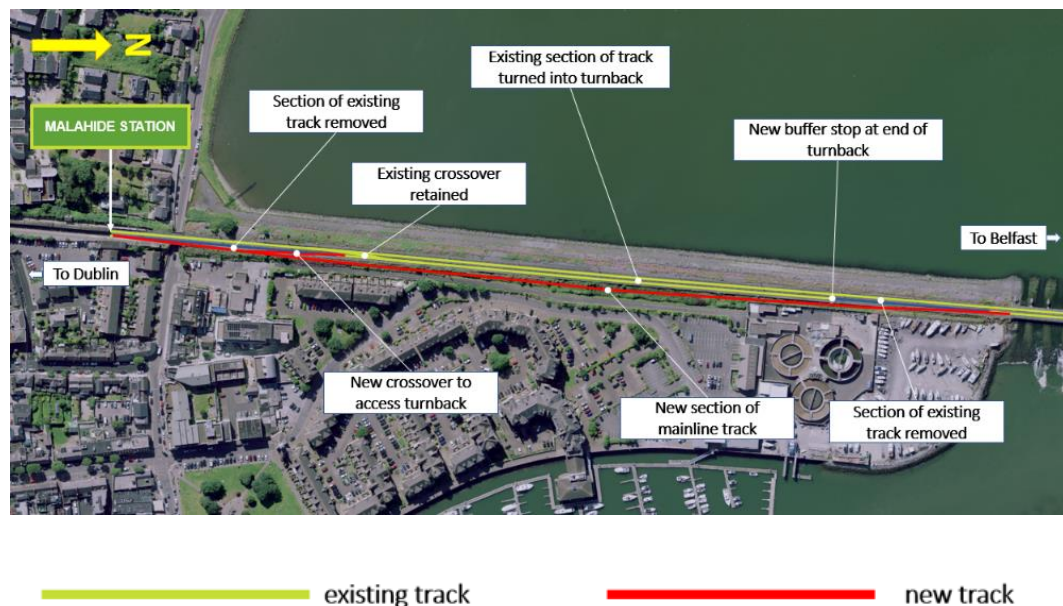 N
MALAHIDE STATION
Section of existing
track removed
Existing section of track
turned into turnback
Existing crossover
retained
New buffer stop at end of
turnback
To Belfast
To Dublin
New crossover to
access turnback
New section of
mainline track
Section of existing
track removed
existing track
new track